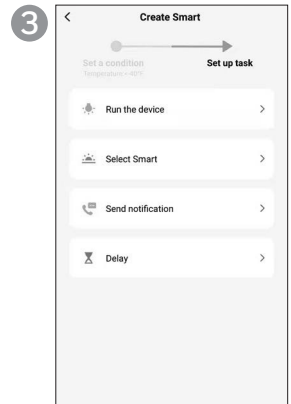 3
Create Smart
Set a condition
Set up task
Temperature > 40°F
Run the device
Select Smart
Send notification
Delay